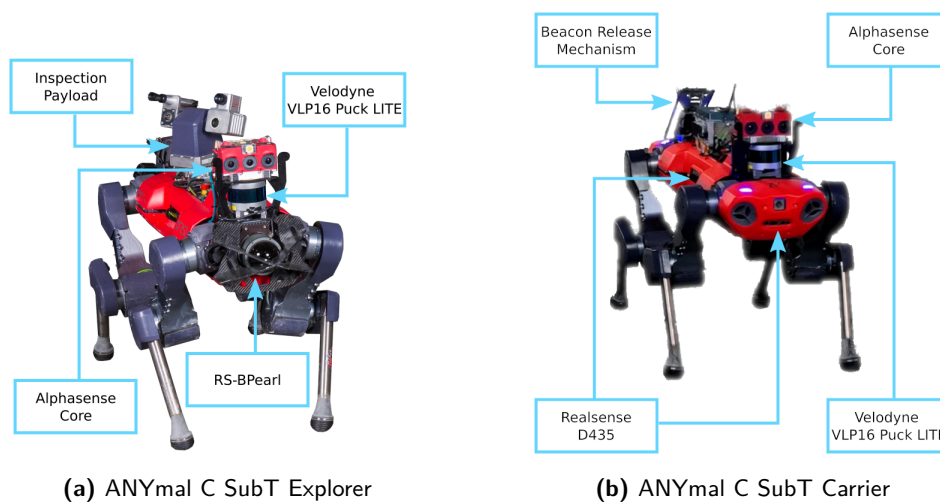 Inspection
Payload
Velodyne
VLP16 Puck LITE
Alphasense
Core
RS-BPearl
(a) ANYmal C SubT Explorer
Beacon Release
Mechanism
Alphasense
Core
Realsense
D435
Velodyne
VLP16 Puck LITE
(b) ANYmal C SubT Carrier